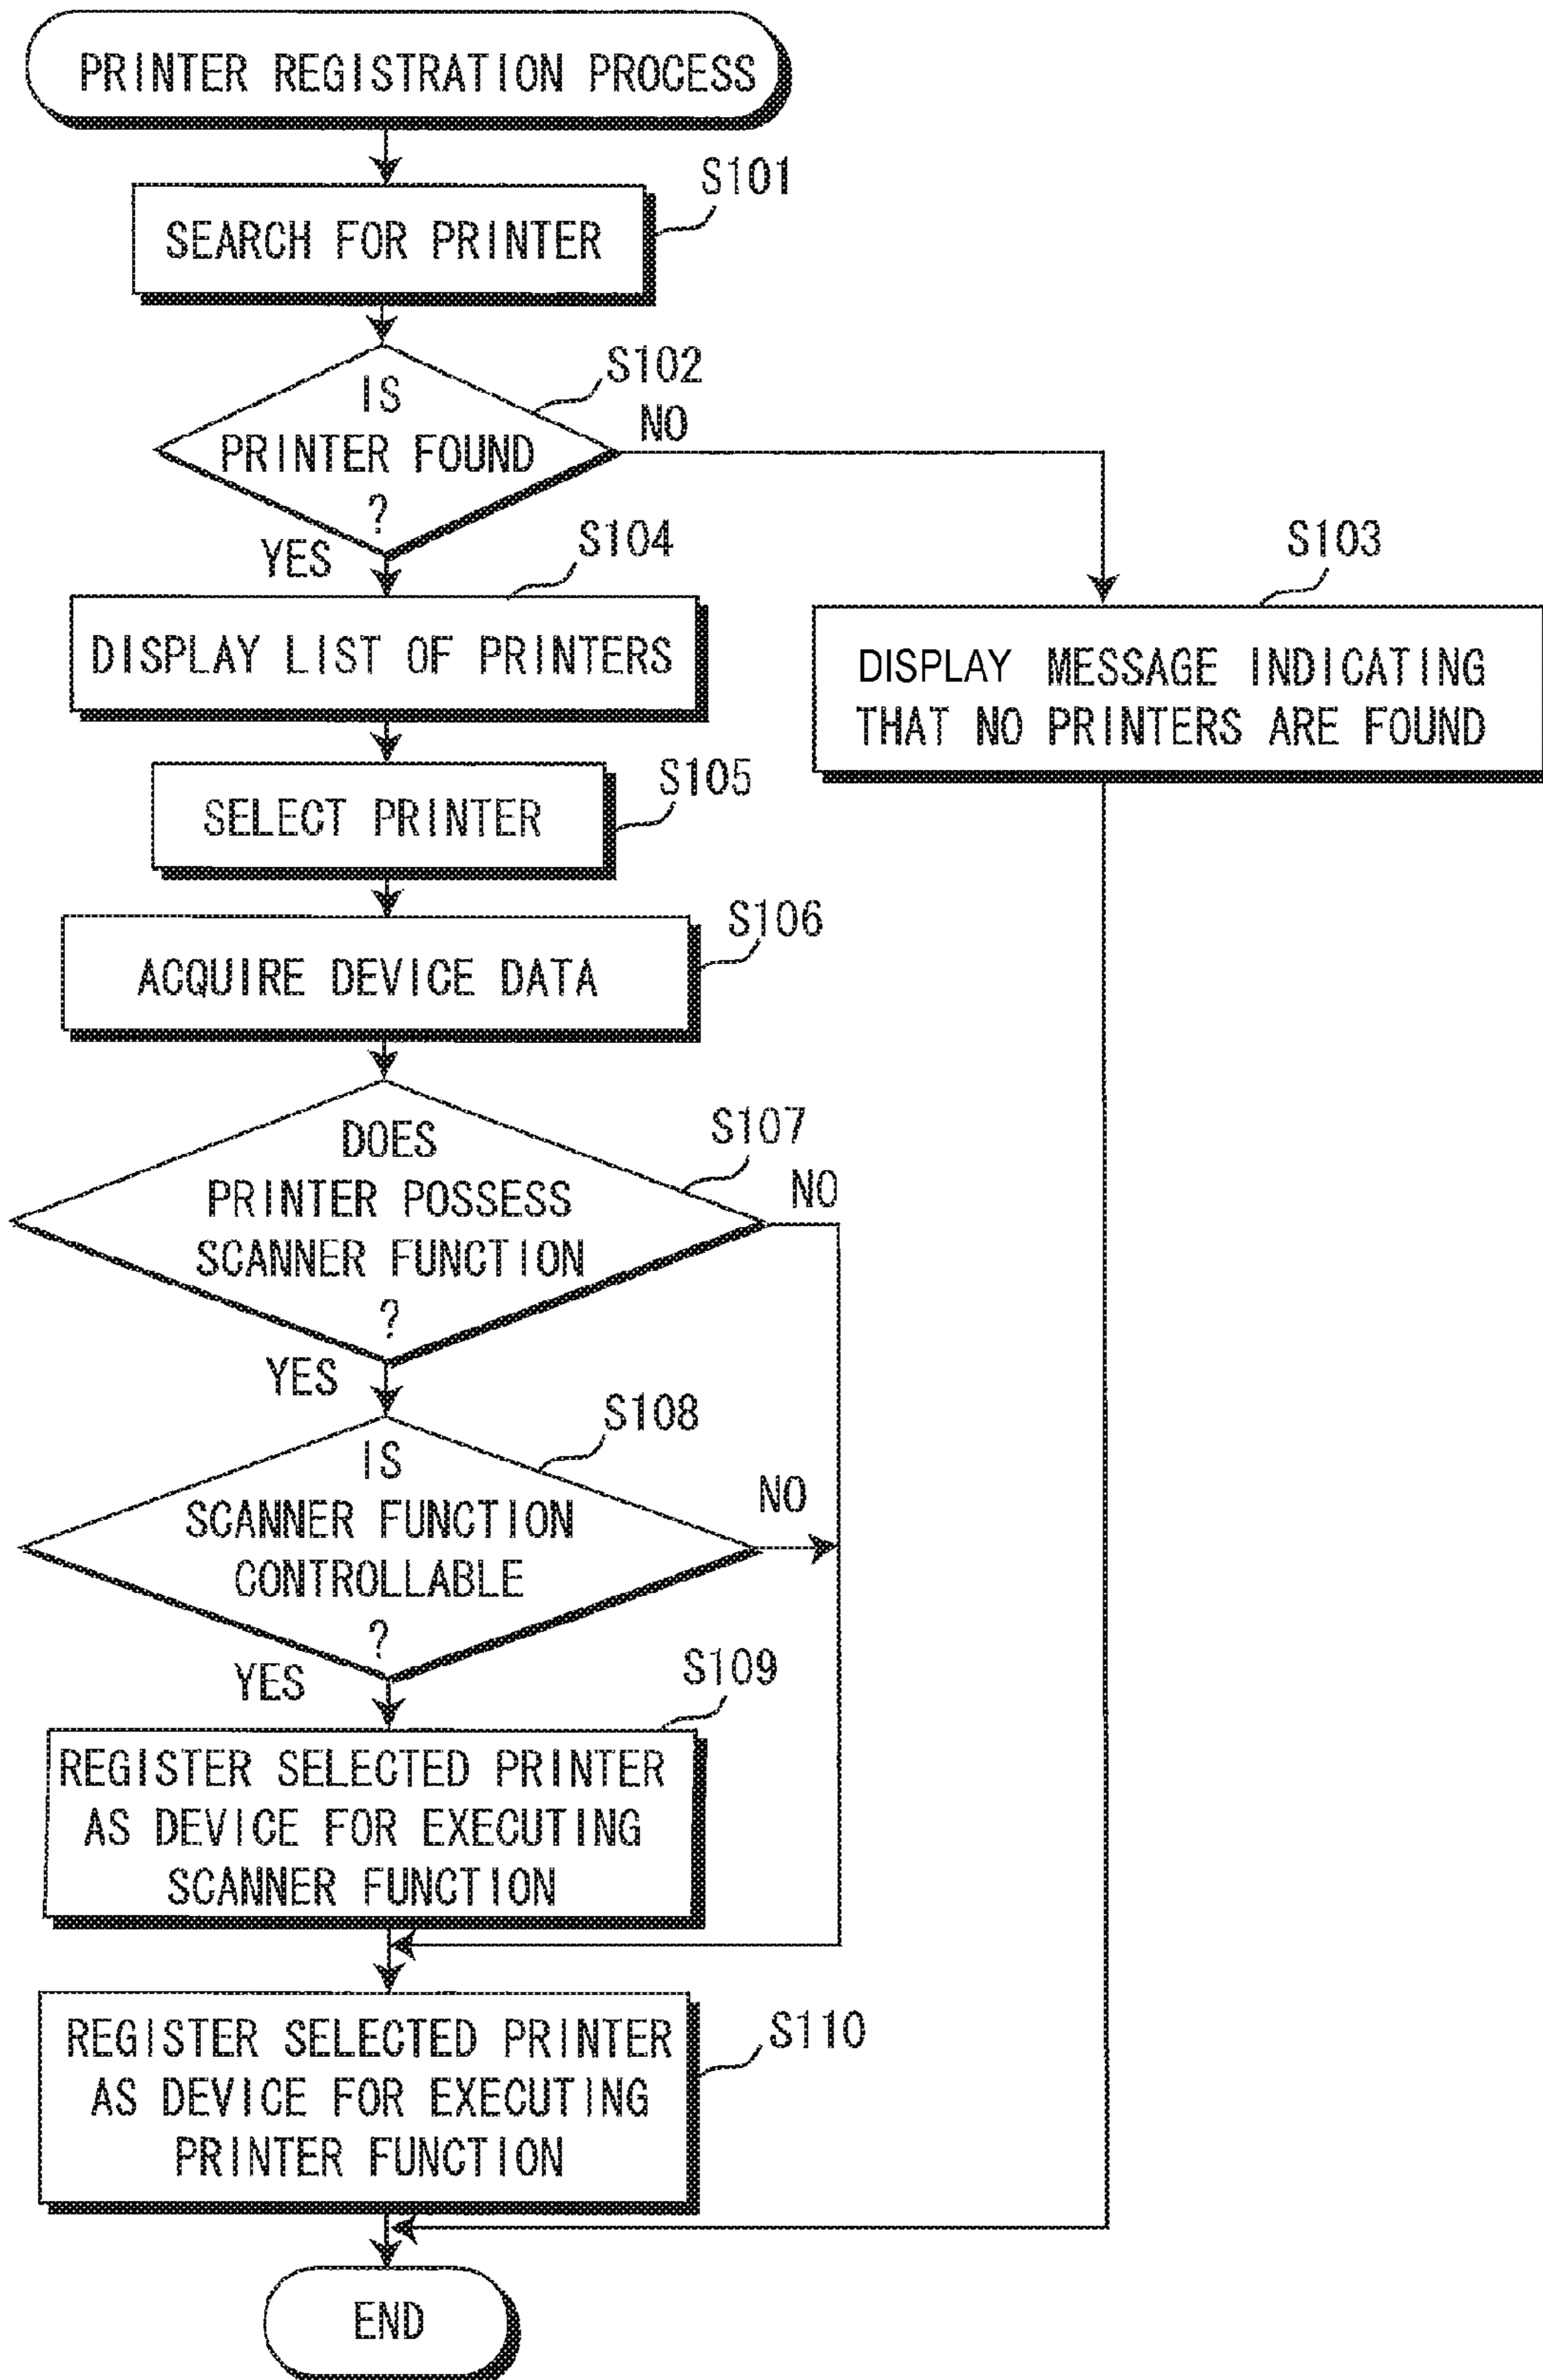 PRINTER REGISTRATION PROCESS
S101
SEARCH FOR PRINTER
S102
IS
PRINTER FOUND
?
NO
YES
S104
DISPLAY LIST OF PRINTERS
S103
DISPLAY MESSAGE INDICATING
THAT NO PRINTERS ARE FOUND
S105
SELECT PRINTER
S106
ACQUIRE DEVICE DATA
S107
DOES
PRINTER POSSESS
SCANNER FUNCTION
?
NO
YES
S108
IS
SCANNER FUNCTION
CONTROLLABLE
?
NO
YES
S109
REGISTER SELECTED PRINTER
AS DEVICE FOR EXECUTING
SCANNER FUNCTION
S110
REGISTER SELECTED PRINTER
AS DEVICE FOR EXECUTING
PRINTER FUNCTION
END